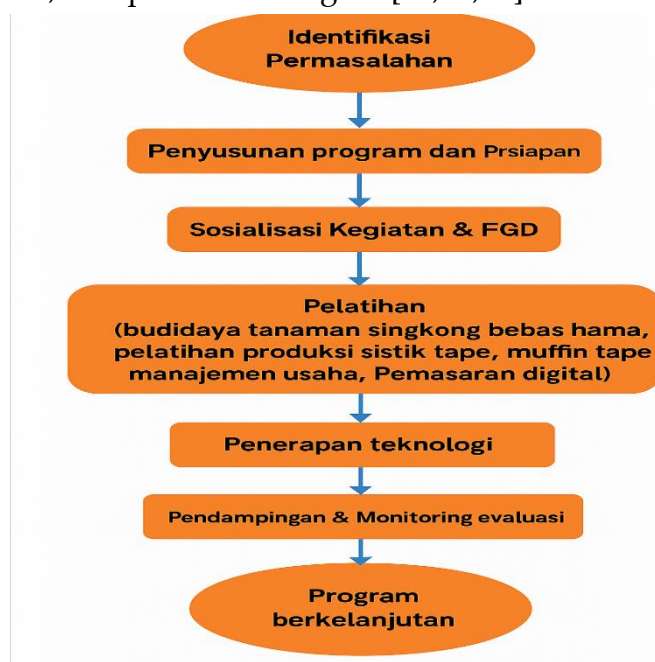 Identifikasi
Permasalahan
Penyusunan program dan Prsiapan
Sosialisasi Kegiatan & FGD
Pelatihan
(budidaya tanaman singkong bebas hama,
pelatihan produksi sistik tape, muffin tape
manajemen usaha, Pemasaran digital)
Penerapan teknologi
Pendampingan & Monitoring evaluasi
Program
berkelanjutan